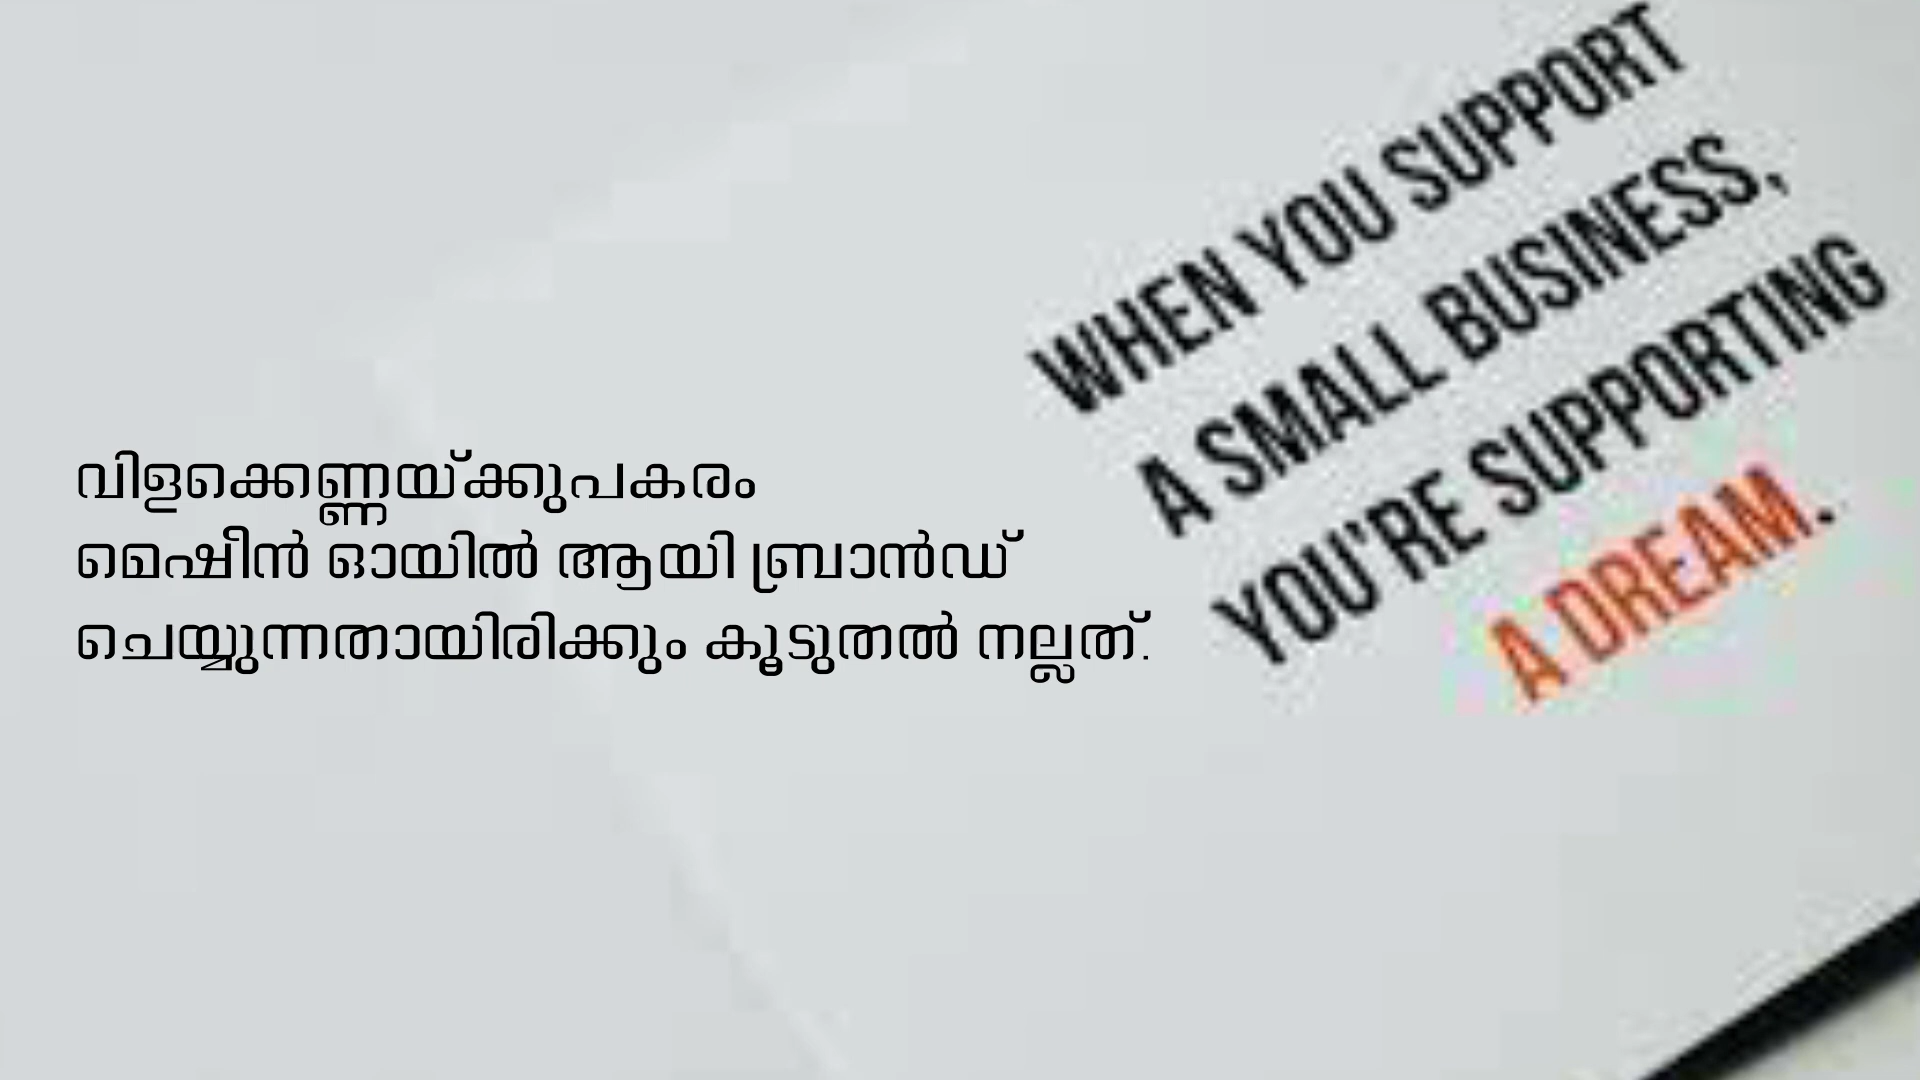 WHEN YOU SUPPORT
A SMALL BUSINESS,
YOU'RE SUPPORTING
A DREAM.
വിളക്കെണ്ണയ്ക്കുപകരം
മെഷീൻ ഓയിൽ ആയി ബ്രാൻഡ്
ചെയ്യുന്നതായിരിക്കും കൂടുതൽ നല്ലത്.